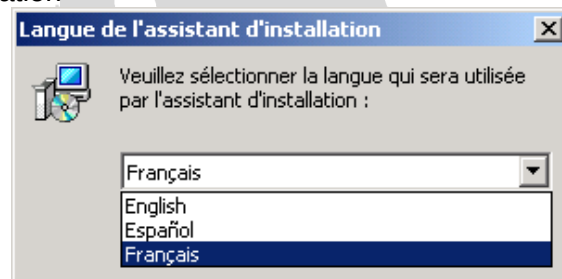 Langue de l'assistant d'installation
Veuillez sélectionner la langue qui sera utilisée
par l'assistant d'installation :
Français
English
Español
Français